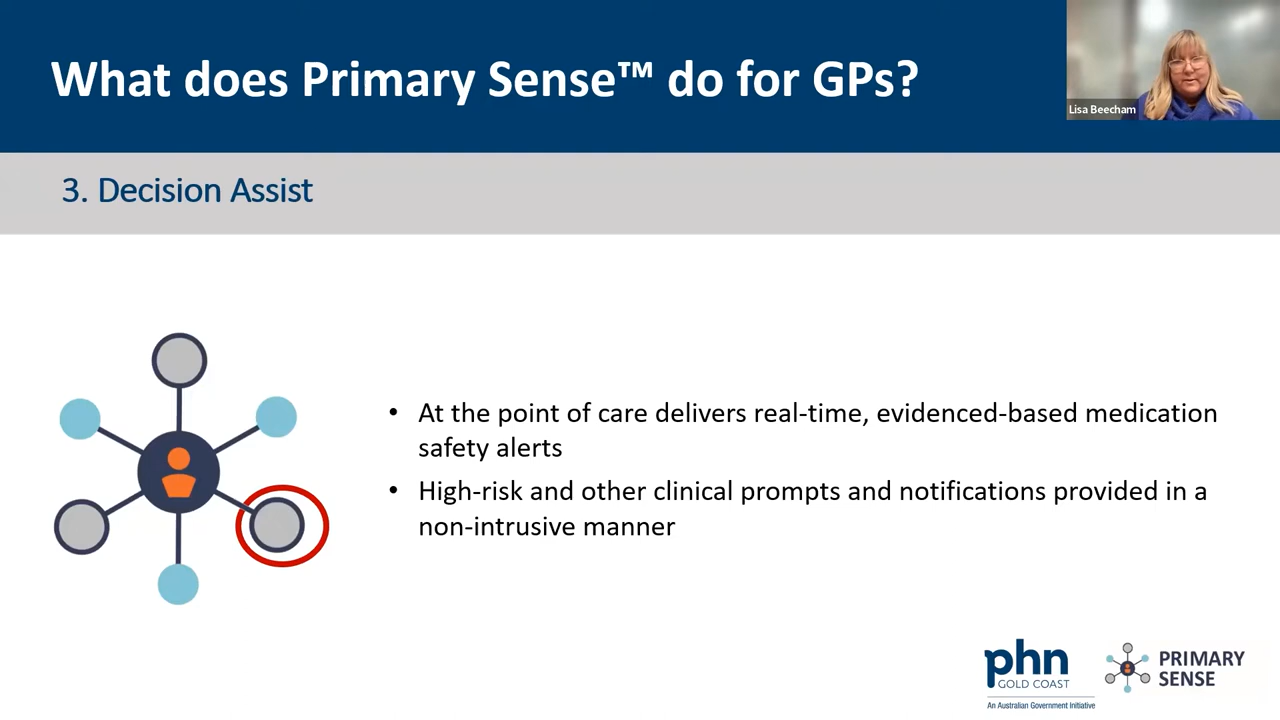 What does Primary Sense™ do for GPs?
Lisa Beecham
3. Decision Assist
• At the point of care delivers real-time, evidenced-based medication
safety alerts
• High-risk and other clinical prompts and notifications provided in a
non-intrusive manner
phn
GOLD COAST
An Australian Government Initiative
PRIMARY
SENSE